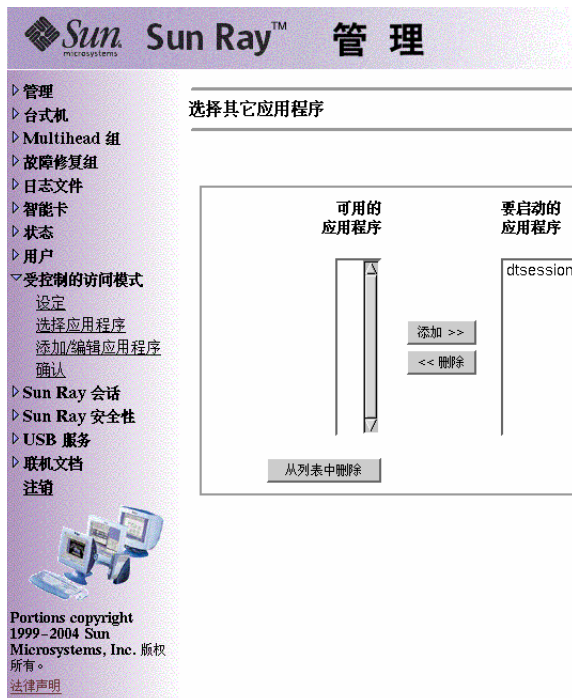 Sun microsystems Sun Ray™ 管 理
管理
台式机
Multihead 组
故障修复组
日志文件
智能卡
状态
用户
受控制的访问模式
设定
选择应用程序
添加/编辑应用程序
确认
Sun Ray 会话
Sun Ray 安全性
USB 服务
联机文档
注销
Portions copyright
1999-2004 Sun
Microsystems, Inc. 版权
所有。
法律声明
选择其它应用程序
可用的
应用程序
添加 >>
<< 删除
从列表中删除
要启动的
应用程序
dtsession